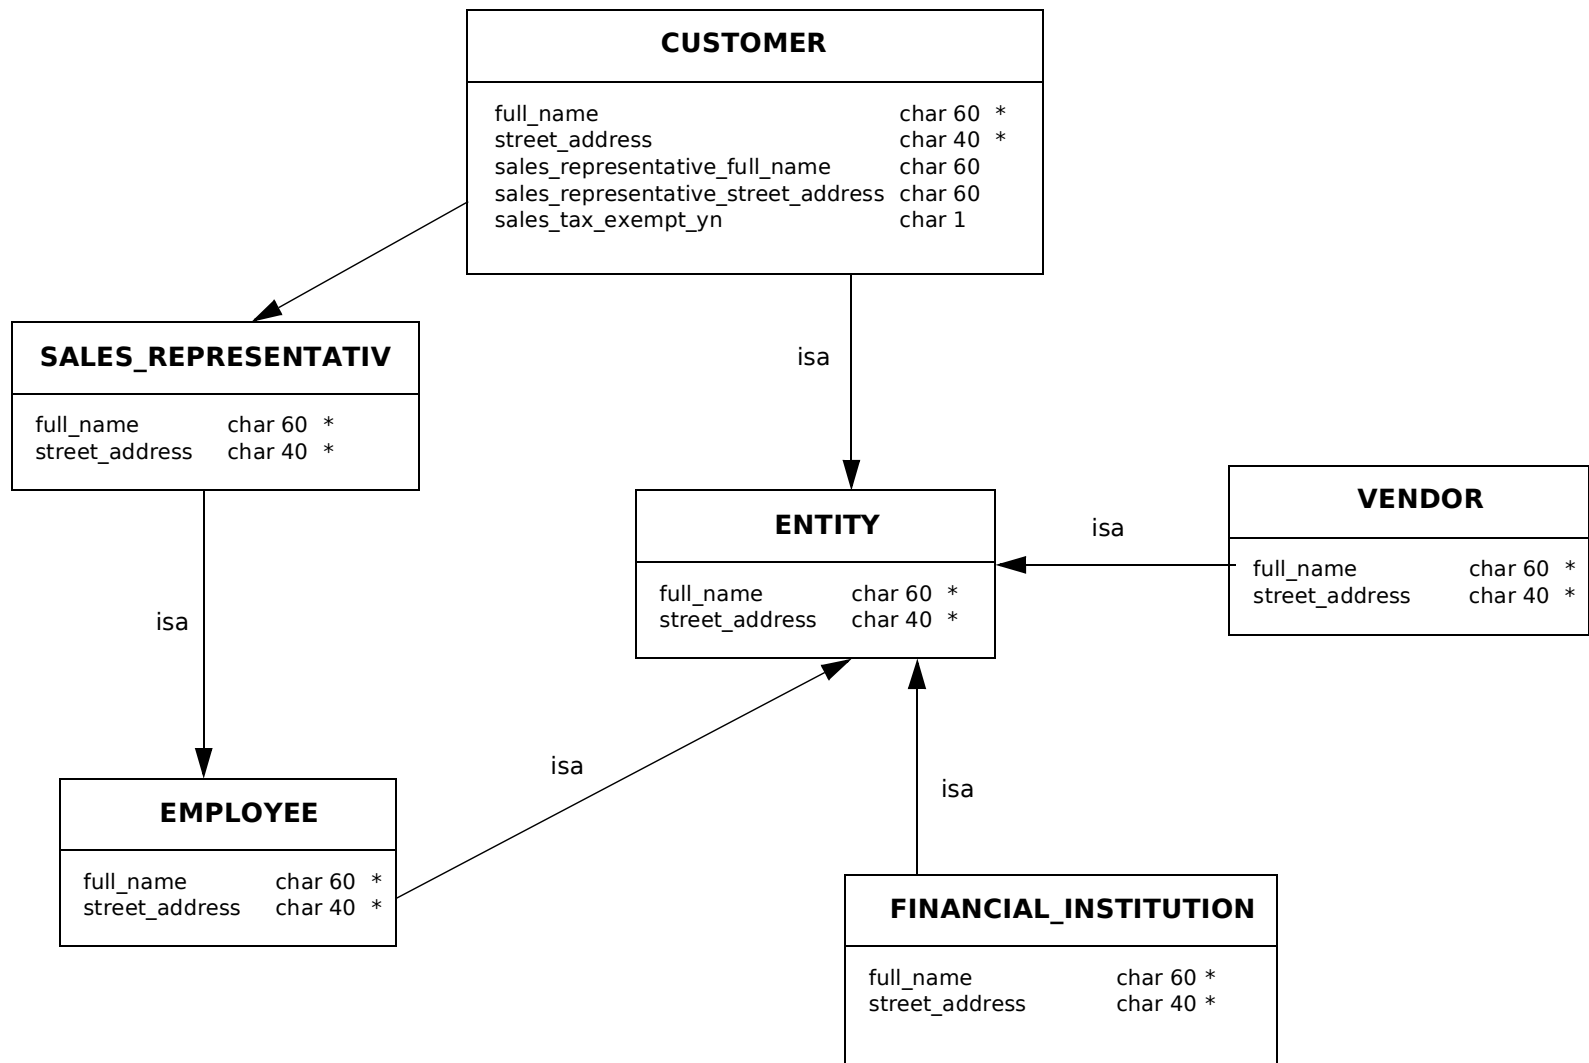 CUSTOMER
full_name char 60 *
street_address char 40 *
sales_representative_full_name char 60
sales_representative_street_address char 60
sales_tax_exempt_yn char 1
SALES_REPRESENTATIV
full_name char 60 *
street_address char 40 *
isa
ENTITY
full_name char 60 *
street_address char 40 *
isa
VENDOR
full_name char 60 *
street_address char 40 *
isa
isa
isa
EMPLOYEE
full_name char 60 *
street_address char 40 *
FINANCIAL_INSTITUTION
full_name char 60 *
street_address char 40 *